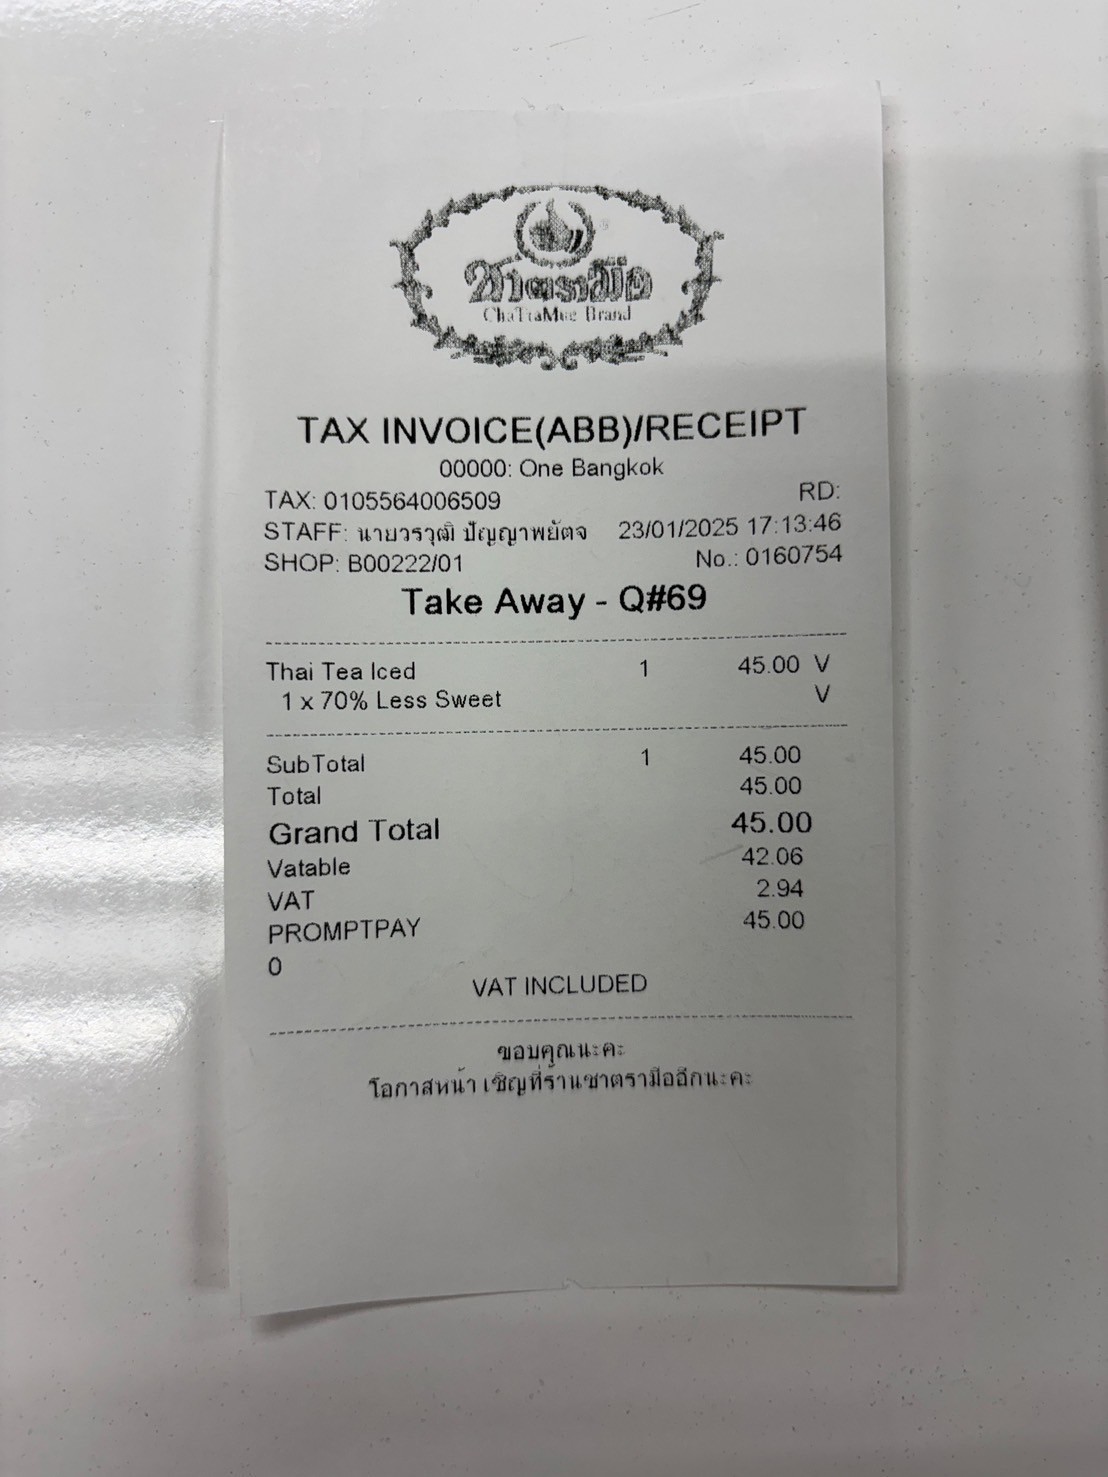 ชาตรามือ
ChaTraMue Brand
TAX INVOICE(ABB)/RECEIPT
00000: One Bangkok
TAX: 0105564006509 RD:
STAFF: นายวรวุฒิ ปัญญาพยัตจ 23/01/2025 17:13:46
SHOP: B00222/01 No.: 0160754
Take Away - Q#69
Thai Tea Iced 1 45.00 V
1 x 70% Less Sweet V
SubTotal 1 45.00
Total 45.00
Grand Total 45.00
Vatable 42.06
VAT 2.94
PROMPTPAY 45.00
0
VAT INCLUDED
ขอบคุณนะคะ
โอกาสหน้า เชิญที่ร้านชาตรามืออีกนะคะ